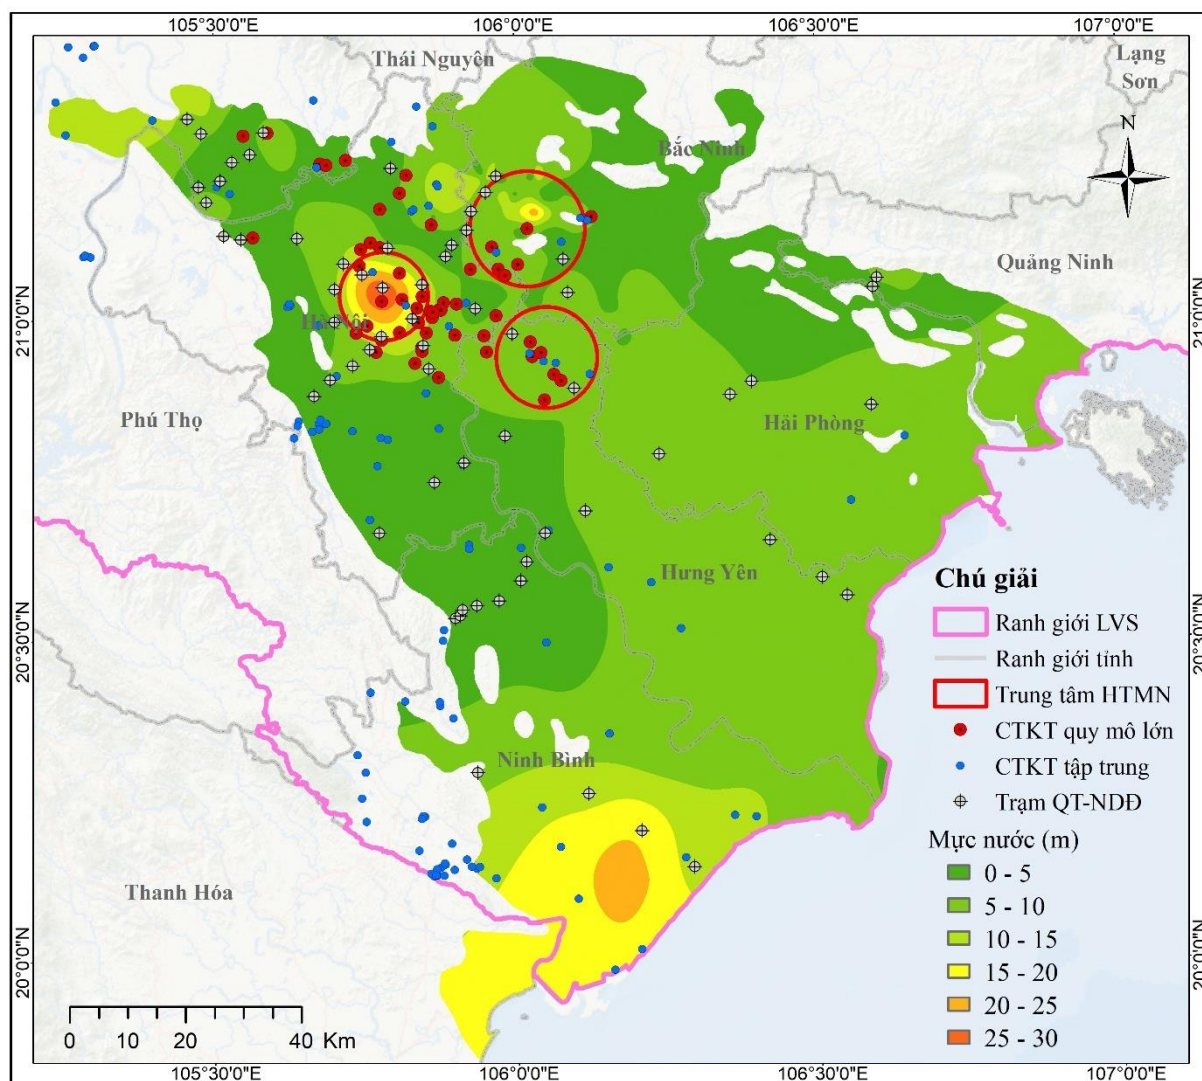 105°30'0"E 106°0'0"E 106°30'0"E 107°0'0"E
Thái Nguyên
Lạng
Sơn
N
Bắc Ninh
Quảng Ninh
21°0'0"N
21°0'0"N
Hà Nội
Phú Thọ
Hải Phòng
Hưng Yên
Chú giải
Ranh giới LVS
Ranh giới tỉnh
Trung tâm HTMN
CTKT quy mô lớn
CTKT tập trung
Trạm QT-NDĐ
Mực nước (m)
0 - 5
5 - 10
10 - 15
15 - 20
20 - 25
25 - 30
20°30'0"N
20°30'0"N
Ninh Bình
Thanh Hóa
20°0'0"N
20°0'0"N
0 10 20 40 Km
105°30'0"E 106°0'0"E 106°30'0"E 107°0'0"E